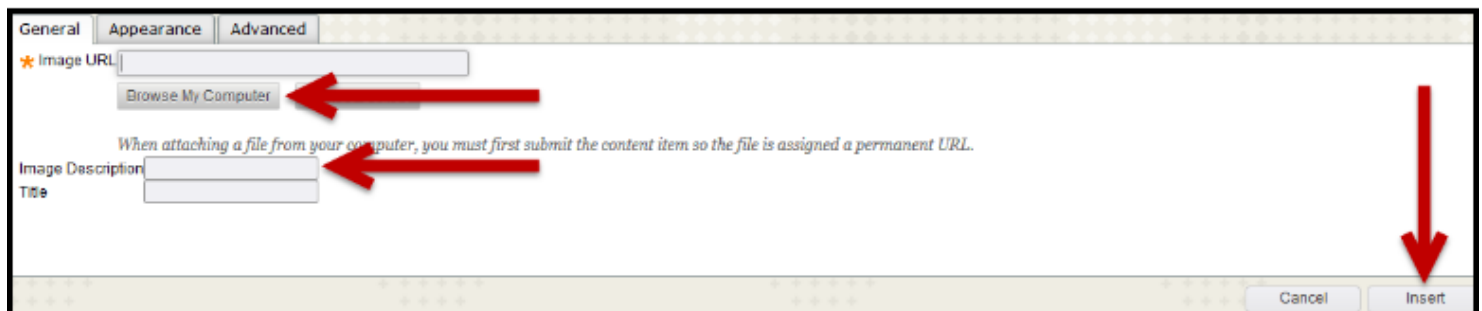 General Appearance Advanced
Image URL
Browse My Computer
When attaching a file from your computer, you must first submit the content item so the file is assigned a permanent URL.
Image Description
Title
Cancel Insert